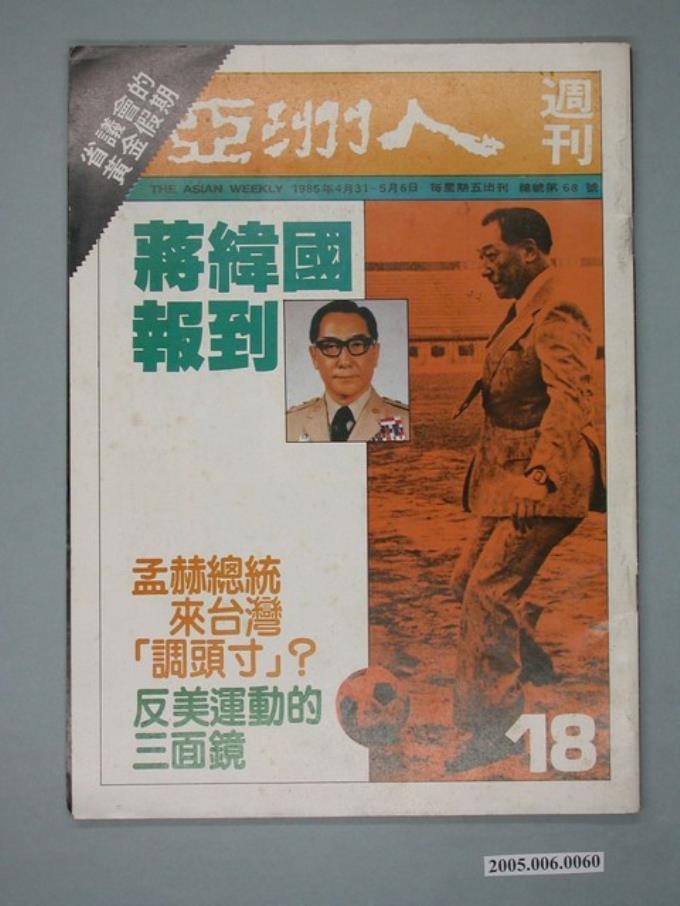 省議會的
黃金假期
亞洲人
週刊
THE ASIAN WEEKLY 1985年4月31-5月6日 每星期五出刊 總號第68號
蔣緯國
報到
孟赫總統
來台灣
「調頭寸」？
反美運動的
三面鏡
18
2005.006.0060